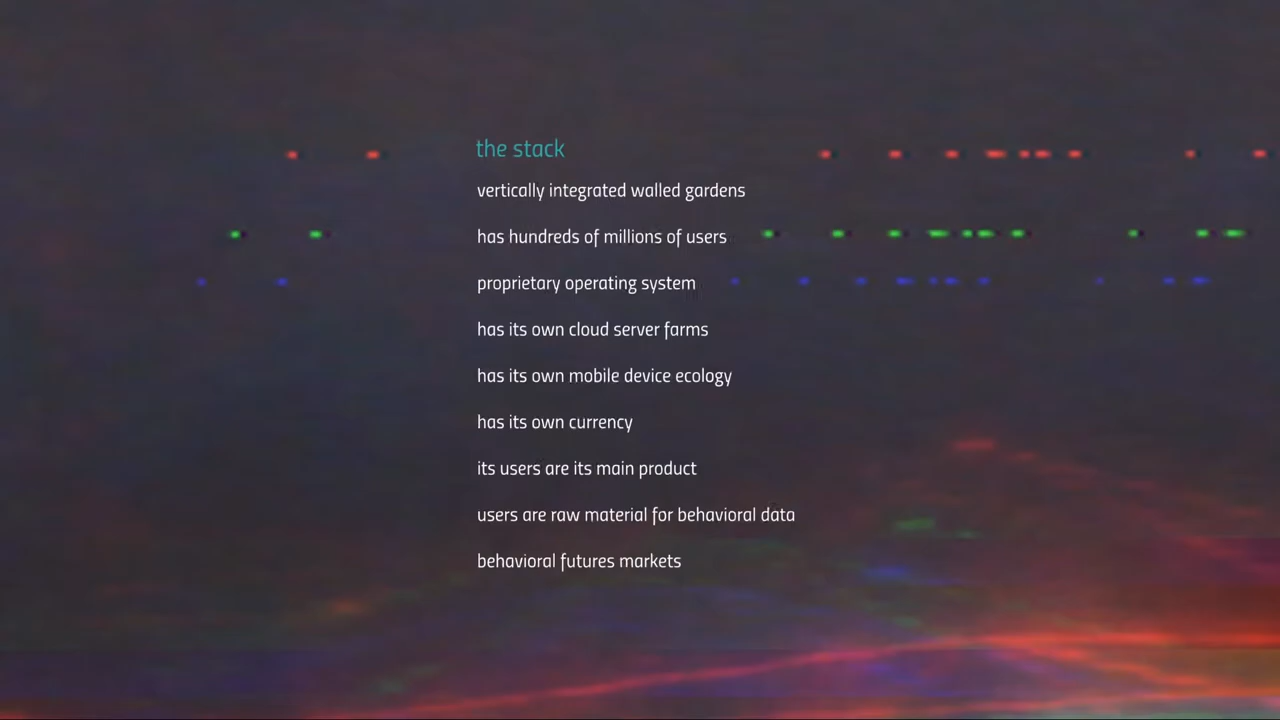 the stack
vertically integrated walled gardens
has hundreds of millions of users
proprietary operating system
has its own cloud server farms
has its own mobile device ecology
has its own currency
its users are its main product
users are raw material for behavioral data
behavioral futures markets